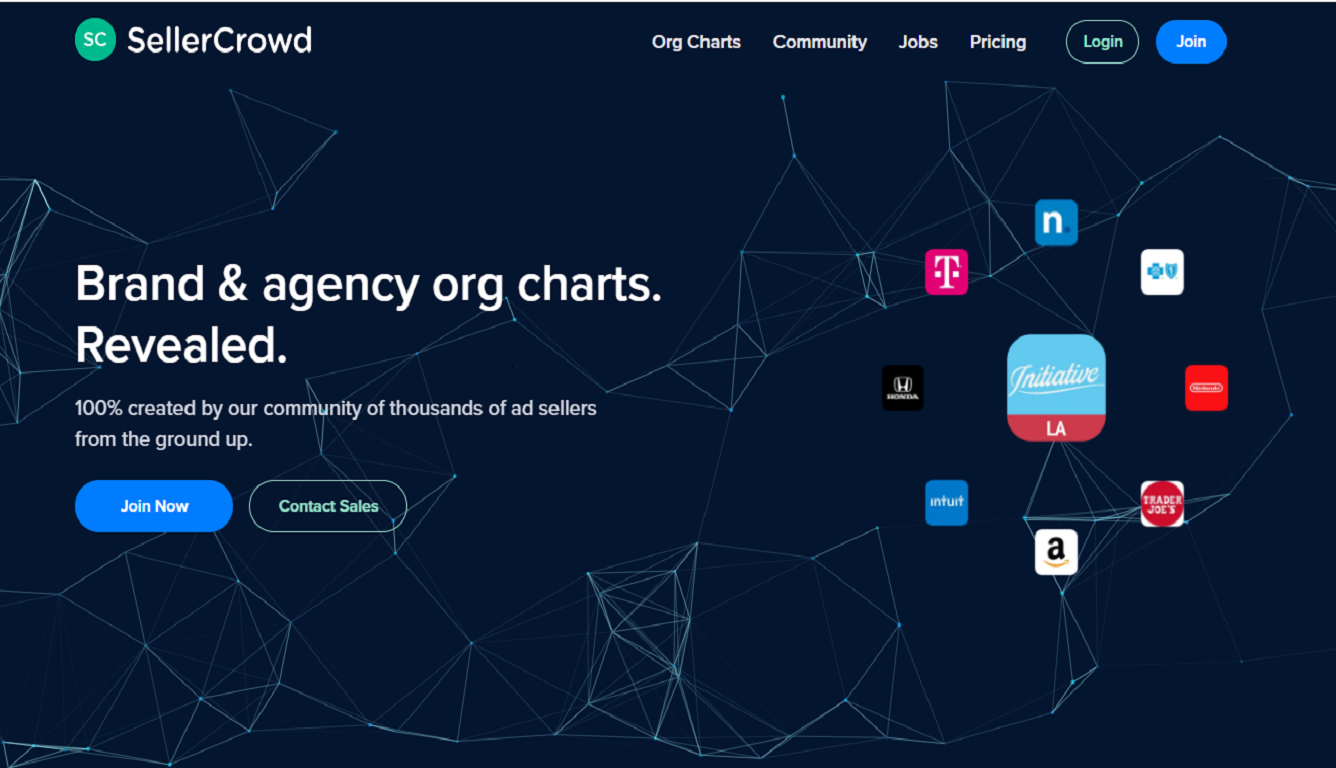 SC SellerCrowd
Org Charts Community Jobs Pricing Login Join
Brand & agency org charts.
Revealed.
100% created by our community of thousands of ad sellers
from the ground up.
Join Now Contact Sales
n.
T
HONDA
Initiative
LA
Nintendo
intuit
TRADER
JOE'S
a